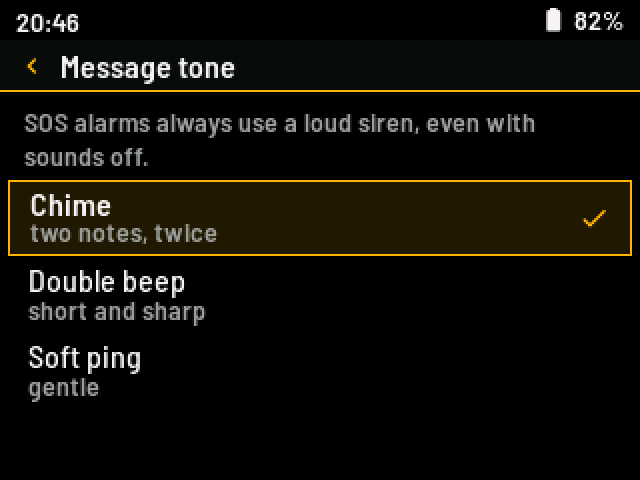 20:46
82%
Message tone
SOS alarms always use a loud siren, even with
sounds off.
Chime
two notes, twice
Double beep
short and sharp
Soft ping
gentle